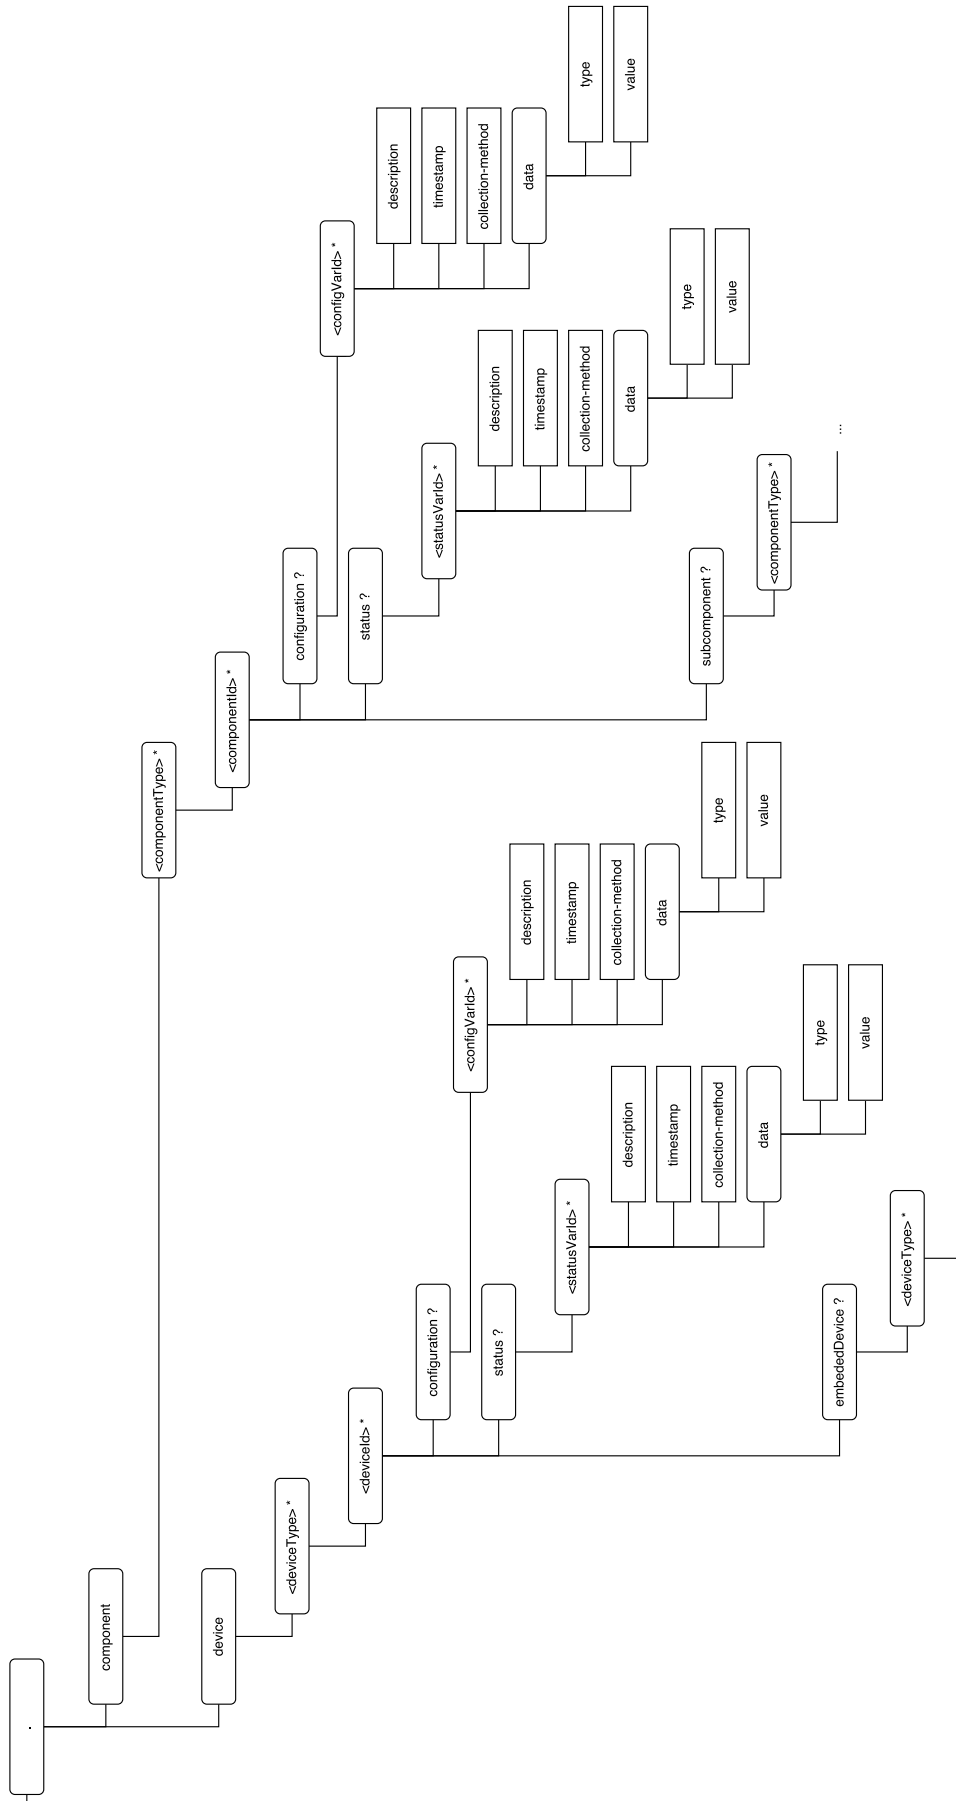 .
component
<componentType> *
<componentId> *
configuration ?
<configVarId> *
description
timestamp
collection-method
data
type
value
status ?
<statusVarId> *
description
timestamp
collection-method
data
type
value
subcomponent ?
<componentType> *
...
device
<deviceType> *
<deviceId> *
configuration ?
<configVarId> *
description
timestamp
collection-method
data
type
value
status ?
<statusVarId> *
description
timestamp
collection-method
data
type
value
embededDevice ?
<deviceType> *